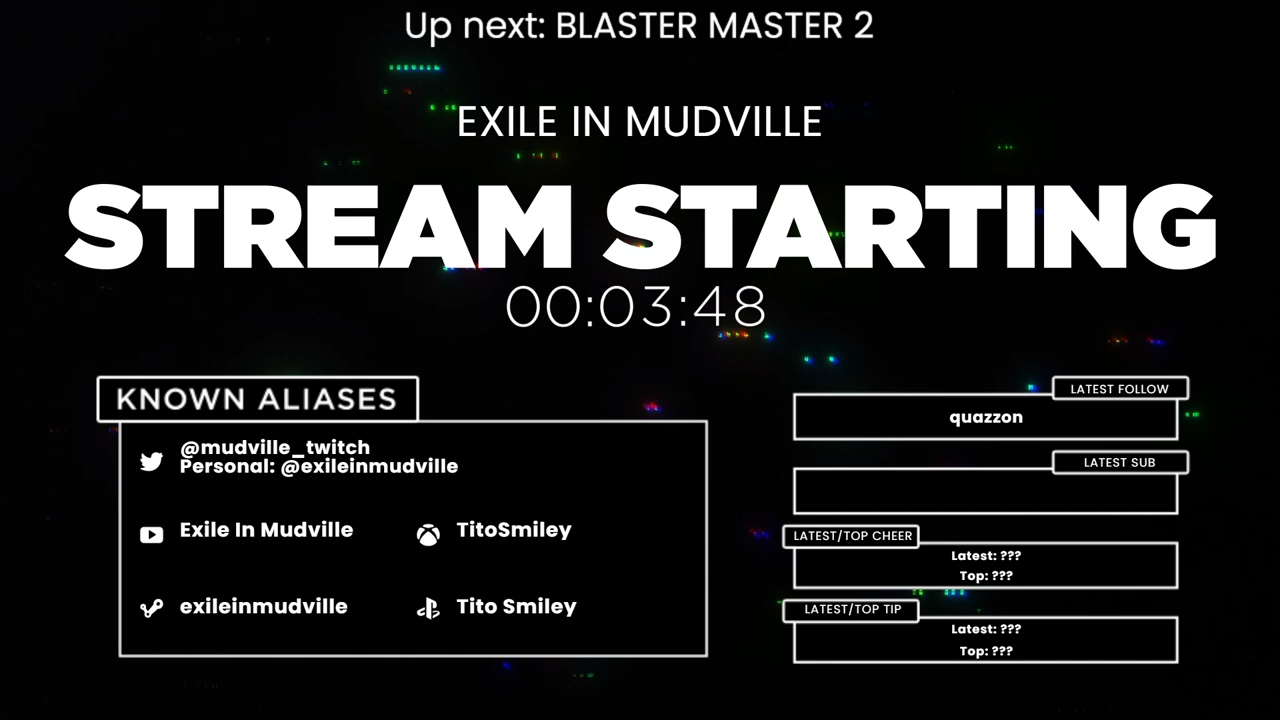 Up next: BLASTER MASTER 2
EXILE IN MUDVILLE
STREAM STARTING
00:03:48
KNOWN ALIASES
@mudville_twitch
Personal: @exileinmudville
Exile In Mudville
TitoSmiley
exileinmudville
Tito Smiley
LATEST FOLLOW
quazzon
LATEST SUB
LATEST/TOP CHEER
Latest: ???
Top: ???
LATEST/TOP TIP
Latest: ???
Top: ???